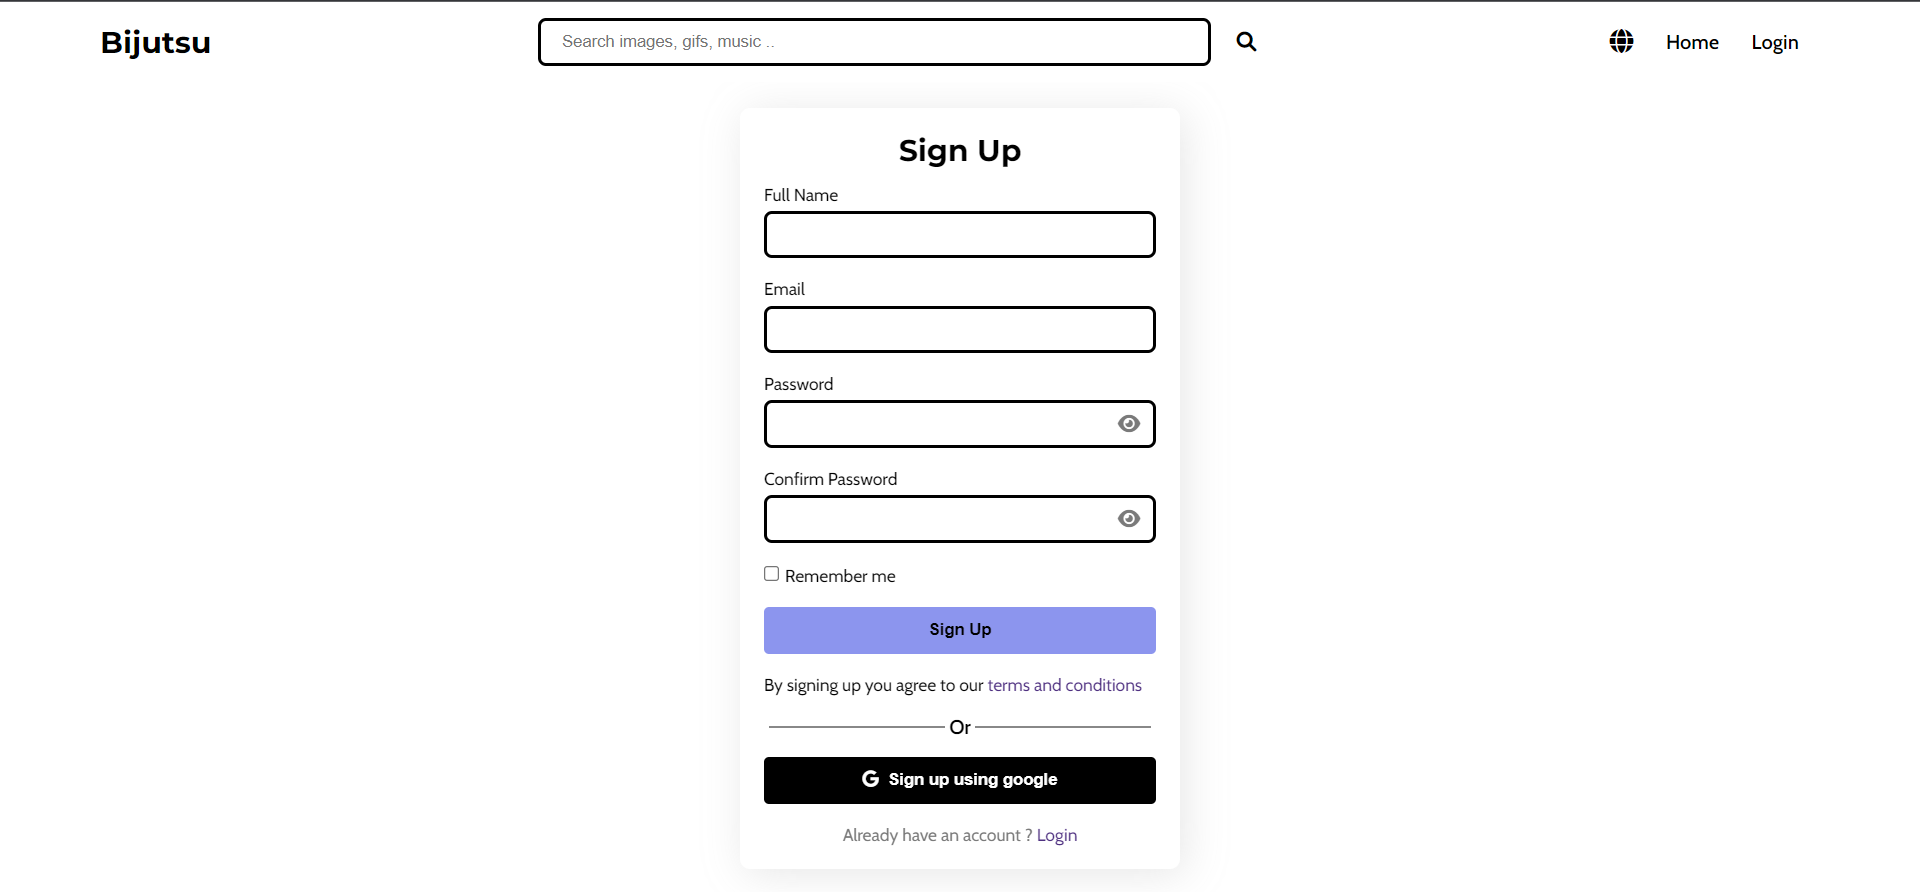 Bijutsu
Search images, gifs, music ..
Home
Login
Sign Up
Full Name
Email
Password
Confirm Password
Remember me
Sign Up
By signing up you agree to our terms and conditions
Or
G Sign up using google
Already have an account ? Login